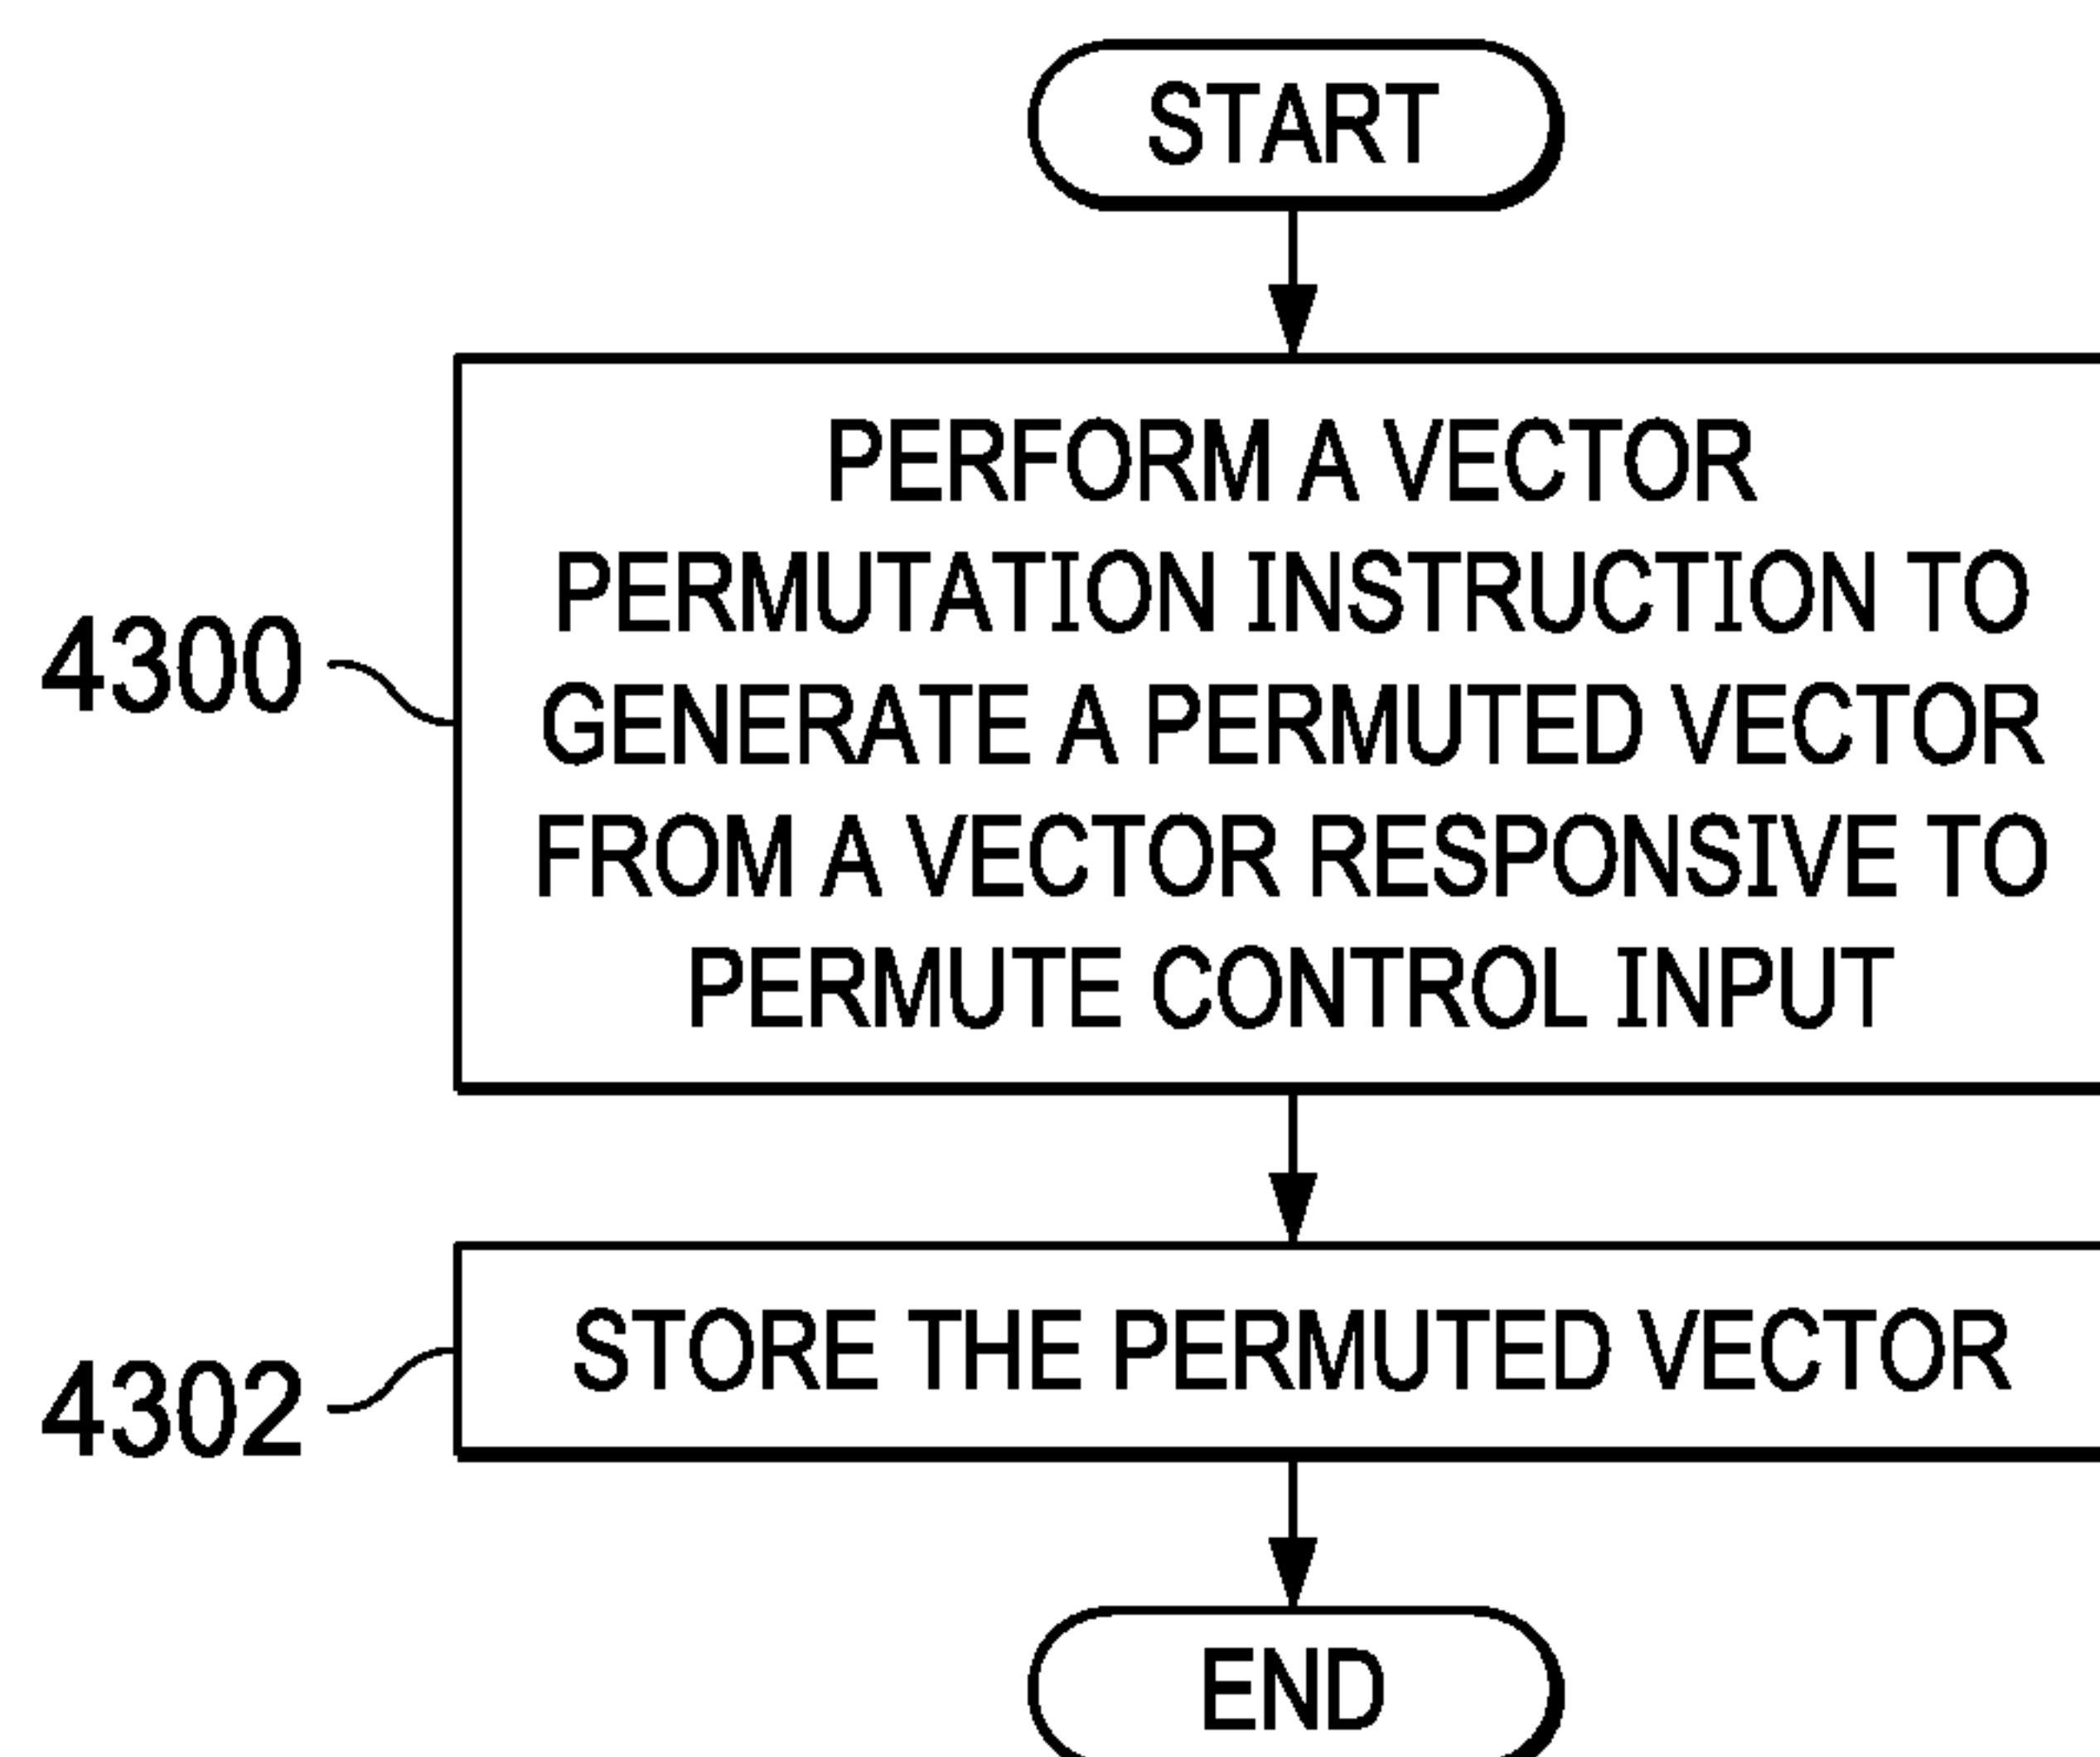 START
PERFORM A VECTOR
PERMUTATION INSTRUCTION TO
GENERATE A PERMUTED VECTOR
FROM A VECTOR RESPONSIVE TO
PERMUTE CONTROL INPUT
4300
STORE THE PERMUTED VECTOR
4302
END